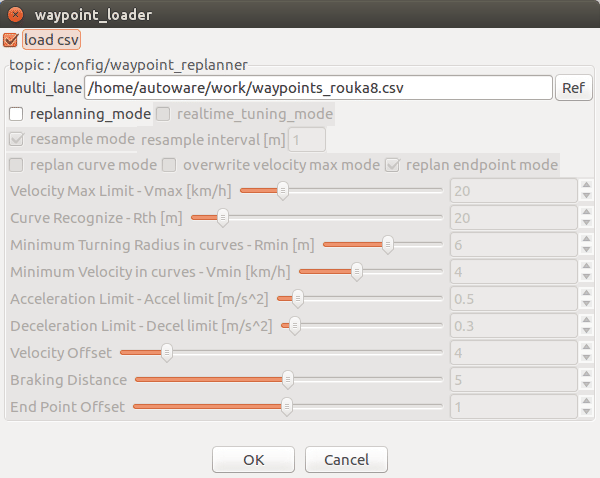 waypoint_loader
load csv
topic : /config/waypoint_replanner
multi_lane /home/autoware/work/waypoints_rouka8.csv Ref
replanning_mode realtime_tuning_mode
resample mode resample interval [m] 1
replan curve mode overwrite velocity max mode replan endpoint mode
Velocity Max Limit - Vmax [km/h] 20
Curve Recognize - Rth [m] 20
Minimum Turning Radius in curves - Rmin [m] 6
Minimum Velocity in curves - Vmin [km/h] 4
Acceleration Limit - Accel limit [m/s^2] 0.5
Deceleration Limit - Decel limit [m/s^2] 0.3
Velocity Offset 4
Braking Distance 5
End Point Offset 1
OK Cancel